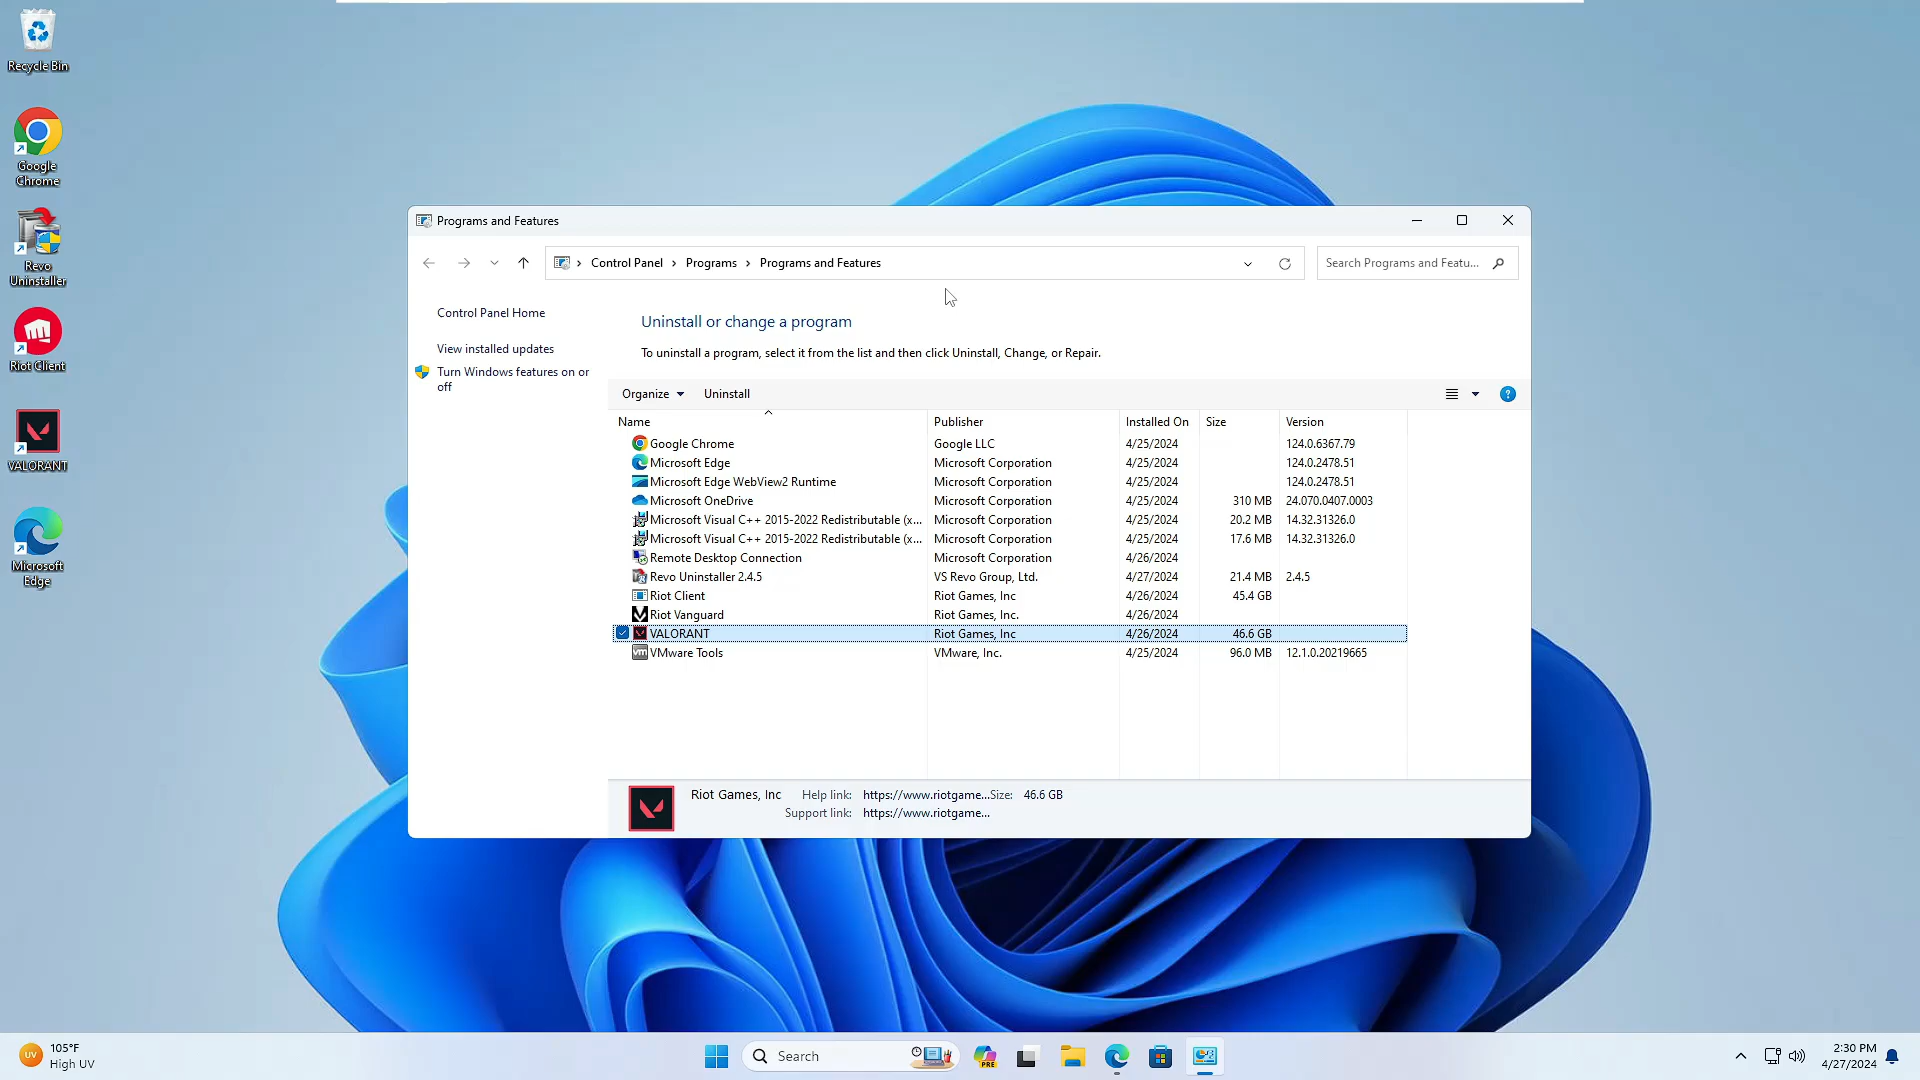 Recycle Bin
Google
Chrome
Revo
Uninstaller
Riot Client
VALORANT
Microsoft
Edge
Programs and Features
Control Panel > Programs > Programs and Features
Search Programs and Featu...
Control Panel Home
View installed updates
Turn Windows features on or
off
Uninstall or change a program
To uninstall a program, select it from the list and then click Uninstall, Change, or Repair.
Organize Uninstall ?
Name Publisher Installed On Size Version
Google Chrome Google LLC 4/25/2024 124.0.6367.79
Microsoft Edge Microsoft Corporation 4/25/2024 124.0.2478.51
Microsoft Edge WebView2 Runtime Microsoft Corporation 4/25/2024 124.0.2478.51
Microsoft OneDrive Microsoft Corporation 4/25/2024 310 MB 24.070.0407.0003
Microsoft Visual C++ 2015-2022 Redistributable (x... Microsoft Corporation 4/25/2024 20.2 MB 14.32.31326.0
Microsoft Visual C++ 2015-2022 Redistributable (x... Microsoft Corporation 4/25/2024 17.6 MB 14.32.31326.0
Remote Desktop Connection Microsoft Corporation 4/26/2024
Revo Uninstaller 2.4.5 VS Revo Group, Ltd. 4/27/2024 21.4 MB 2.4.5
Riot Client Riot Games, Inc 4/26/2024 45.4 GB
Riot Vanguard Riot Games, Inc. 4/26/2024
VALORANT Riot Games, Inc 4/26/2024 46.6 GB
vm VMware Tools VMware, Inc. 4/25/2024 96.0 MB 12.1.0.20219665
Riot Games, Inc Help link: https://www.riotgame... Size: 46.6 GB
Support link: https://www.riotgame...
UV
105°F
High UV
Search
PRE
2:30 PM
4/27/2024